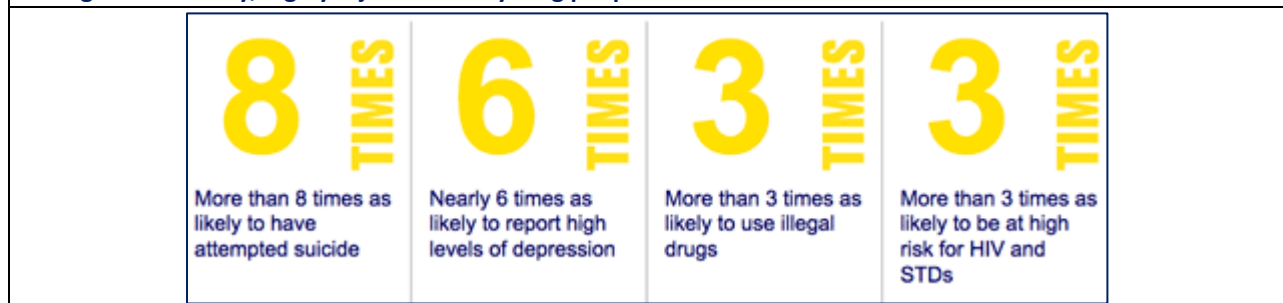 8 TIMES
More than 8 times as
likely to have
attempted suicide
6 TIMES
Nearly 6 times as
likely to report high
levels of depression
3 TIMES
More than 3 times as
likely to use illegal
drugs
3 TIMES
More than 3 times as
likely to be at high
risk for HIV and
STDs